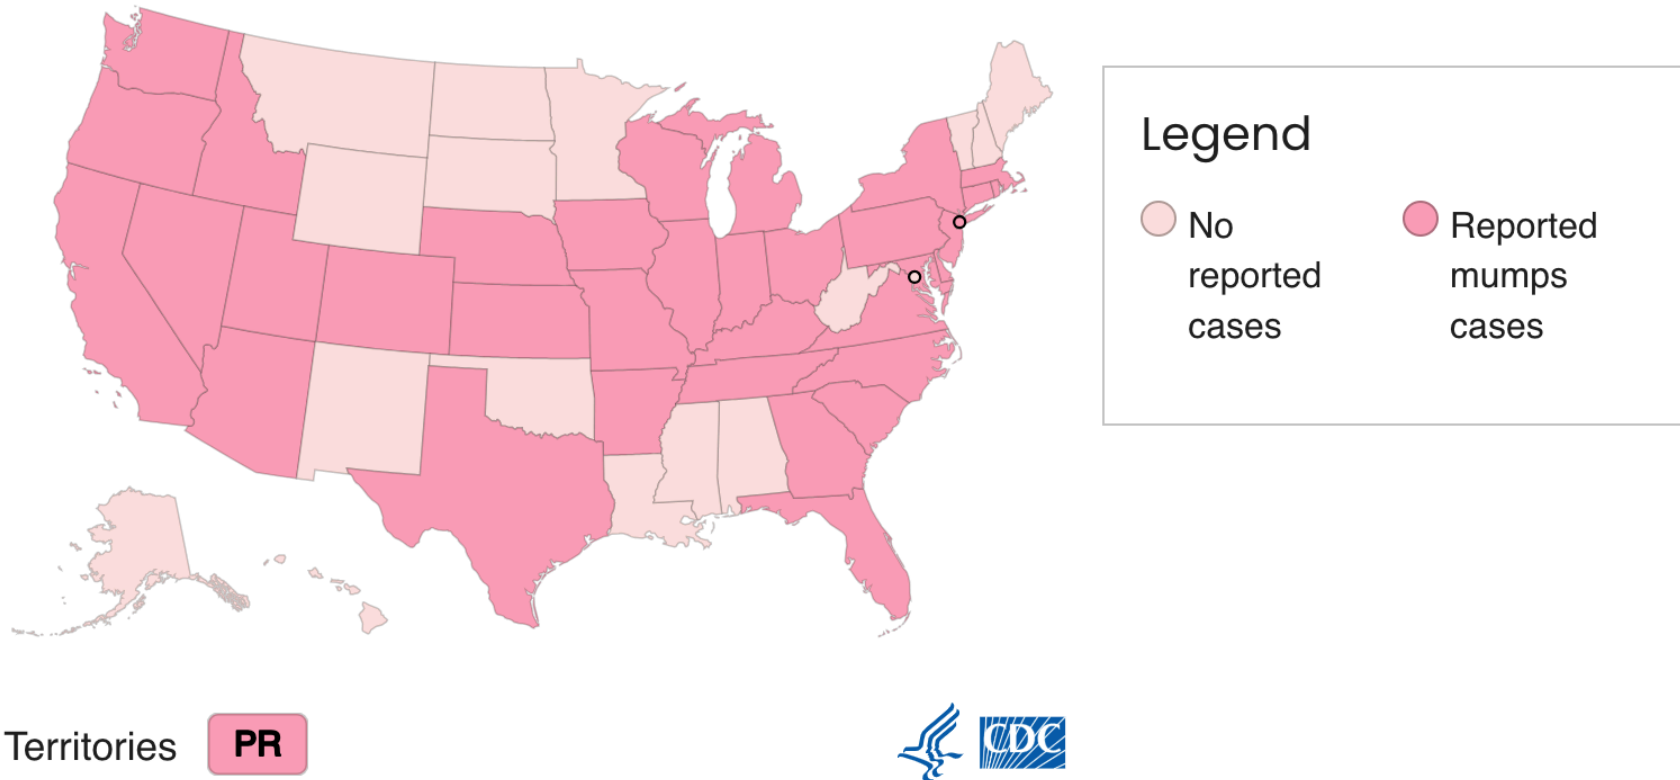 Legend
No
reported
cases
Reported
mumps
cases
Territories
PR
CDC